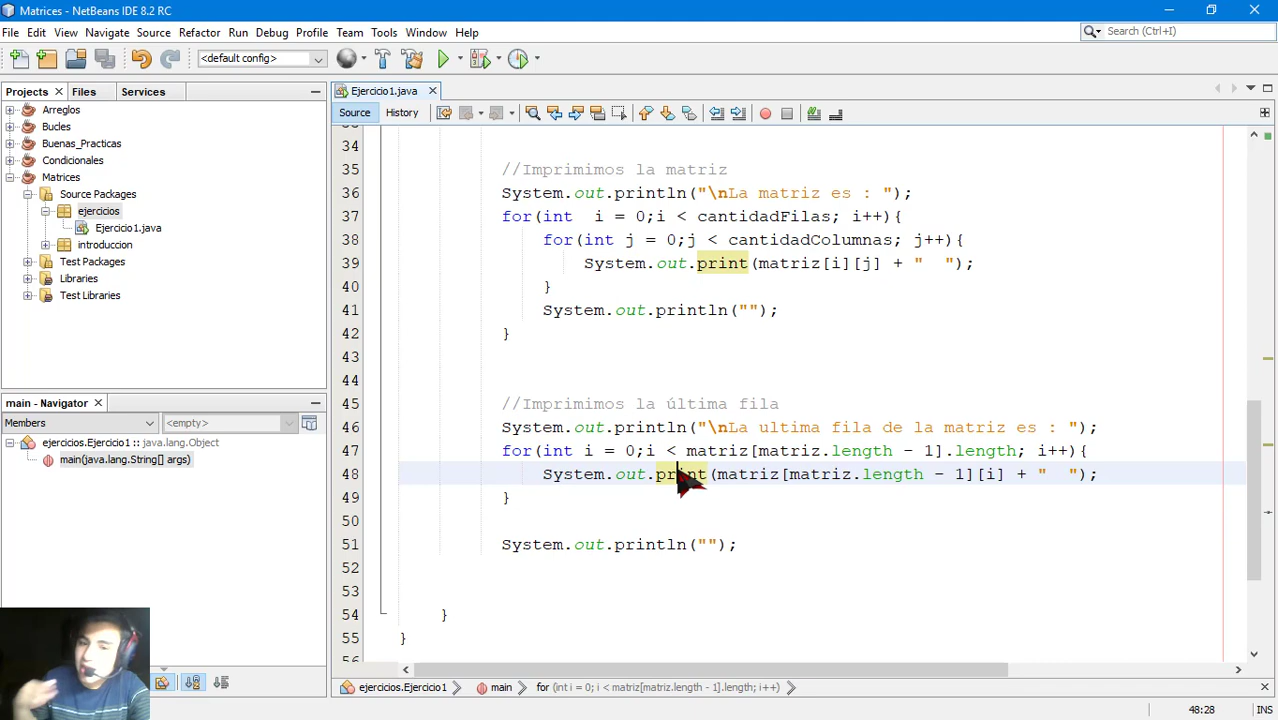 Matrices - NetBeans IDE 8.2 RC
File Edit View Navigate Source Refactor Run Debug Profile Team Tools Window Help
Search (Ctrl+I)
<default config>
Projects Files Services
Ejercicio1.java
Arreglos
Bucles
Buenas_Practicas
Condicionales
Matrices
Source Packages
ejercicios
Ejercicio1.java
introduccion
Test Packages
Libraries
Test Libraries
Source History
34
35 //Imprimimos la matriz
36 System.out.println("\nLa matriz es : ");
37 for(int  i = 0;i < cantidadFilas; i++){
38 for(int j = 0;j < cantidadColumnas; j++){
39 System.out.print(matriz[i][j] + "  ");
40 }
41 System.out.println("");
42 }
43
44
45 //Imprimimos la última fila
46 System.out.println("\nLa ultima fila de la matriz es : ");
47 for(int i = 0;i < matriz[matriz.length - 1].length; i++){
48 System.out.print(matriz[matriz.length - 1][i] + "  ");
49 }
50
51 System.out.println("");
52
53
54 }
55 }
56
main - Navigator
Members <empty>
ejercicios.Ejercicio1 :: java.lang.Object
main(java.lang.String[] args)
ejercicios.Ejercicio1 main for (int i = 0; i < matriz[matriz.length - 1].length; i++)
48:28 INS